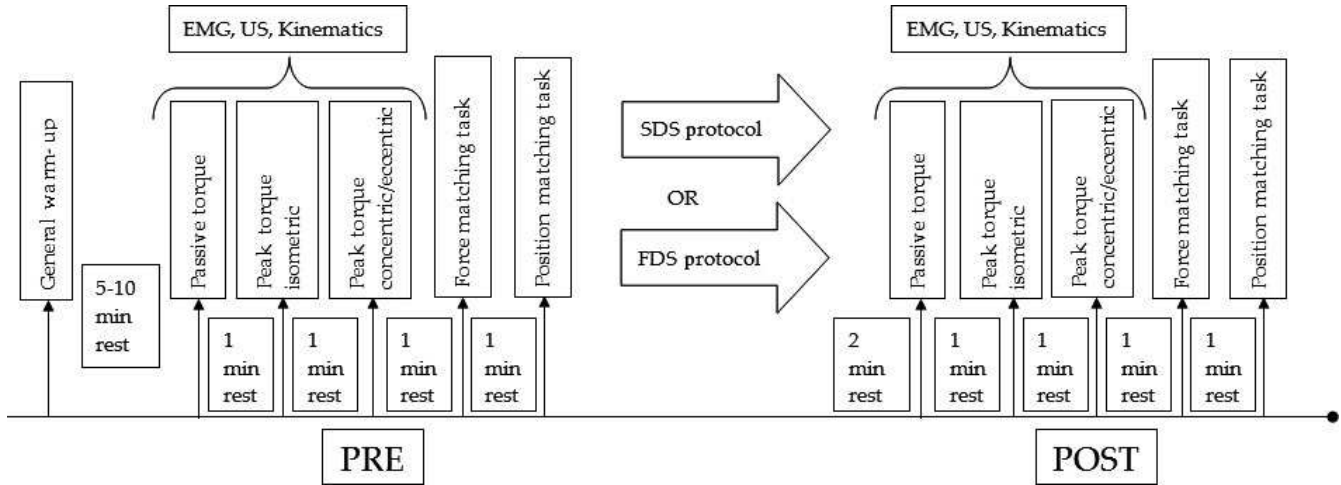 EMG, US, Kinematics
General warm- up
5-10
min
rest
Passive torque
Peak torque
isometric
Peak torque
concentric/eccentric
Force matching task
Position matching task
1
min
rest
1
min
rest
1
min
rest
1
min
rest
PRE
SDS protocol
OR
FDS protocol
EMG, US, Kinematics
Passive torque
Peak torque
isometric
Peak torque
concentric/eccentric
Force matching task
Position matching task
2
min
rest
1
min
rest
1
min
rest
1
min
rest
1
min
rest
POST